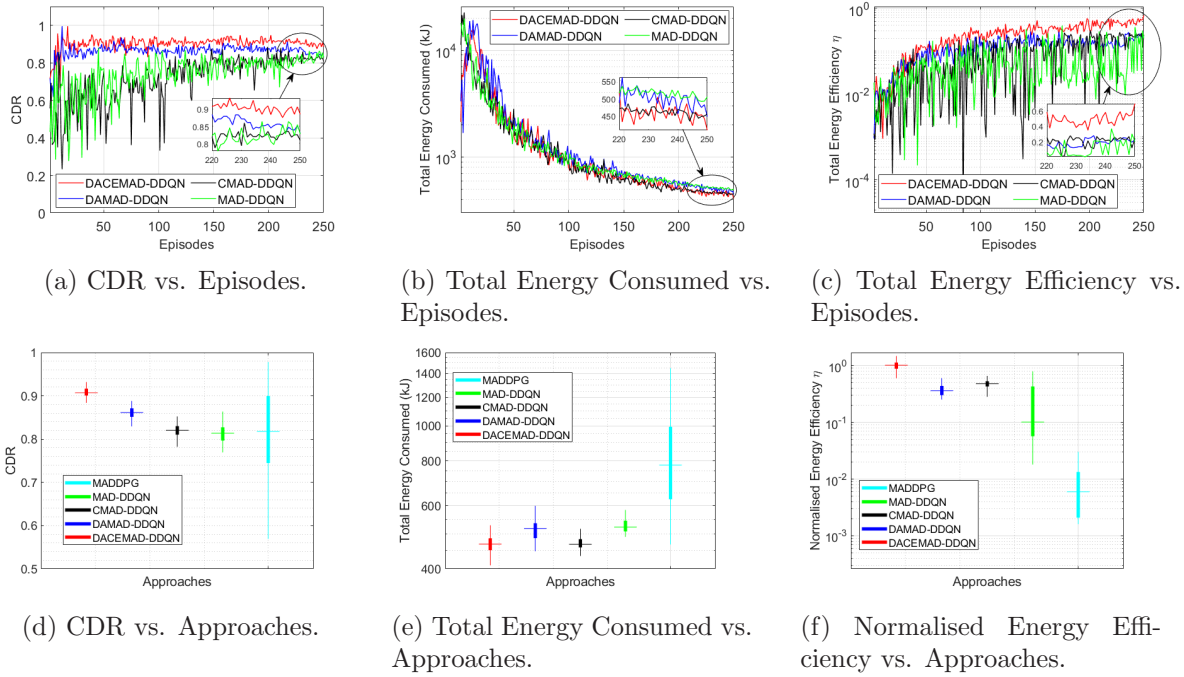 1
0.8
0.6
0.4
0.2
0
CDR
0.9
0.85
0.8
220 230 240 250
DACEMAD-DDQN CMAD-DDQN
DAMAD-DDQN MAD-DDQN
50 100 150 200 250
Episodes
(a) CDR vs. Episodes.
10^4
10^3
Total Energy Consumed (kJ)
DACEMAD-DDQN CMAD-DDQN
DAMAD-DDQN MAD-DDQN
550
500
450
220 230 240 250
50 100 150 200 250
Episodes
(b) Total Energy Consumed vs.
Episodes.
10^0
10^-2
10^-4
Total Energy Efficiency η
0.6
0.4
0.2
220 230 240 250
DACEMAD-DDQN CMAD-DDQN
DAMAD-DDQN MAD-DDQN
50 100 150 200 250
Episodes
(c) Total Energy Efficiency vs.
Episodes.
1
0.9
0.8
0.7
0.6
0.5
CDR
MADDPG
MAD-DDQN
CMAD-DDQN
DAMAD-DDQN
DACEMAD-DDQN
Approaches
(d) CDR vs. Approaches.
1600
1400
1200
1000
800
600
400
Total Energy Consumed (kJ)
MADDPG
MAD-DDQN
CMAD-DDQN
DAMAD-DDQN
DACEMAD-DDQN
Approaches
(e) Total Energy Consumed vs.
Approaches.
10^0
10^-1
10^-2
10^-3
Normalised Energy Efficiency η
MADDPG
MAD-DDQN
CMAD-DDQN
DAMAD-DDQN
DACEMAD-DDQN
Approaches
(f) Normalised Energy Effi-
ciency vs. Approaches.